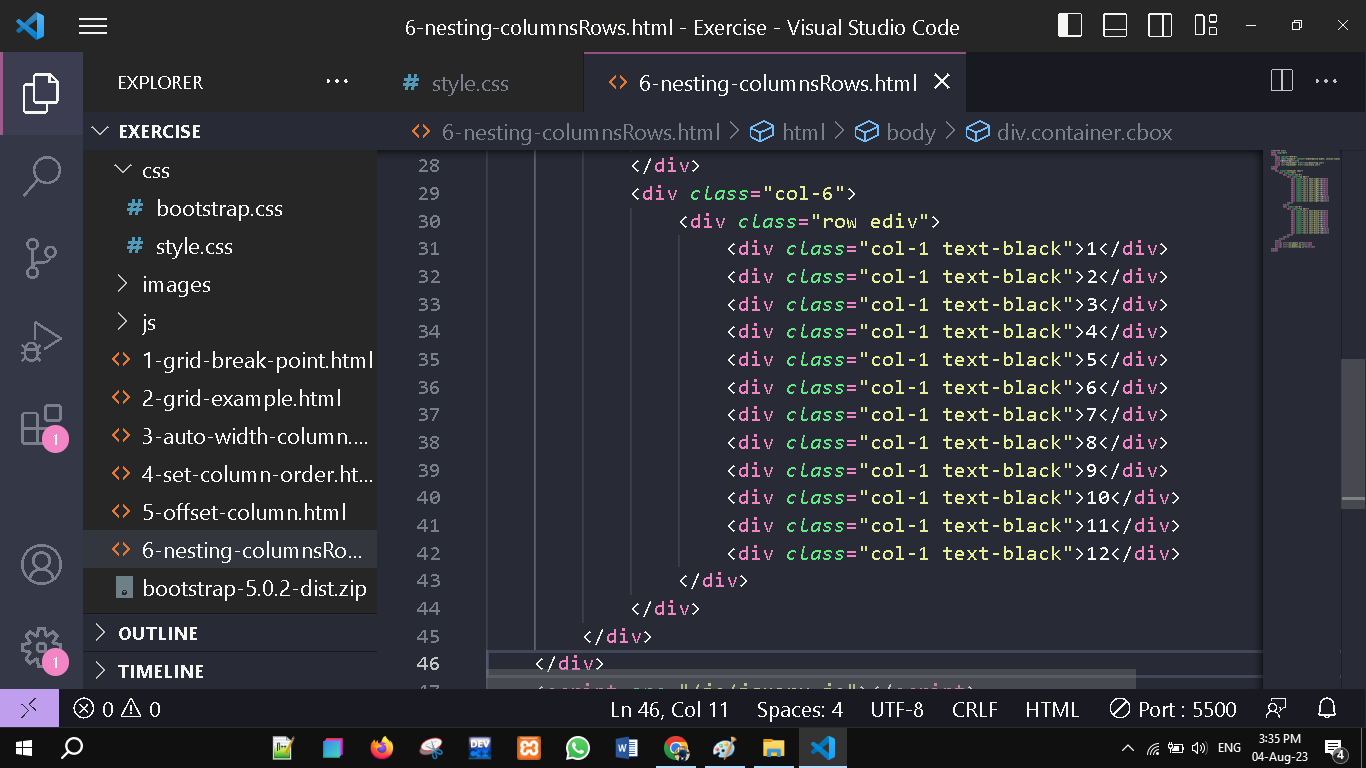 6-nesting-columnsRows.html - Exercise - Visual Studio Code
EXPLORER
style.css
6-nesting-columnsRows.html
EXERCISE
6-nesting-columnsRows.html > html > body > div.container.cbox
css
bootstrap.css
style.css
images
js
1-grid-break-point.html
2-grid-example.html
3-auto-width-column....
4-set-column-order.ht...
5-offset-column.html
6-nesting-columnsRo...
bootstrap-5.0.2-dist.zip
OUTLINE
TIMELINE
1
1
28 </div>
29 <div class="col-6">
30 <div class="row ediv">
31 <div class="col-1 text-black">1</div>
32 <div class="col-1 text-black">2</div>
33 <div class="col-1 text-black">3</div>
34 <div class="col-1 text-black">4</div>
35 <div class="col-1 text-black">5</div>
36 <div class="col-1 text-black">6</div>
37 <div class="col-1 text-black">7</div>
38 <div class="col-1 text-black">8</div>
39 <div class="col-1 text-black">9</div>
40 <div class="col-1 text-black">10</div>
41 <div class="col-1 text-black">11</div>
42 <div class="col-1 text-black">12</div>
43 </div>
44 </div>
45 </div>
46 </div>
0 0 Ln 46, Col 11 Spaces: 4 UTF-8 CRLF HTML Port : 5500
DEV
ENG
3:35 PM
04-Aug-23
4